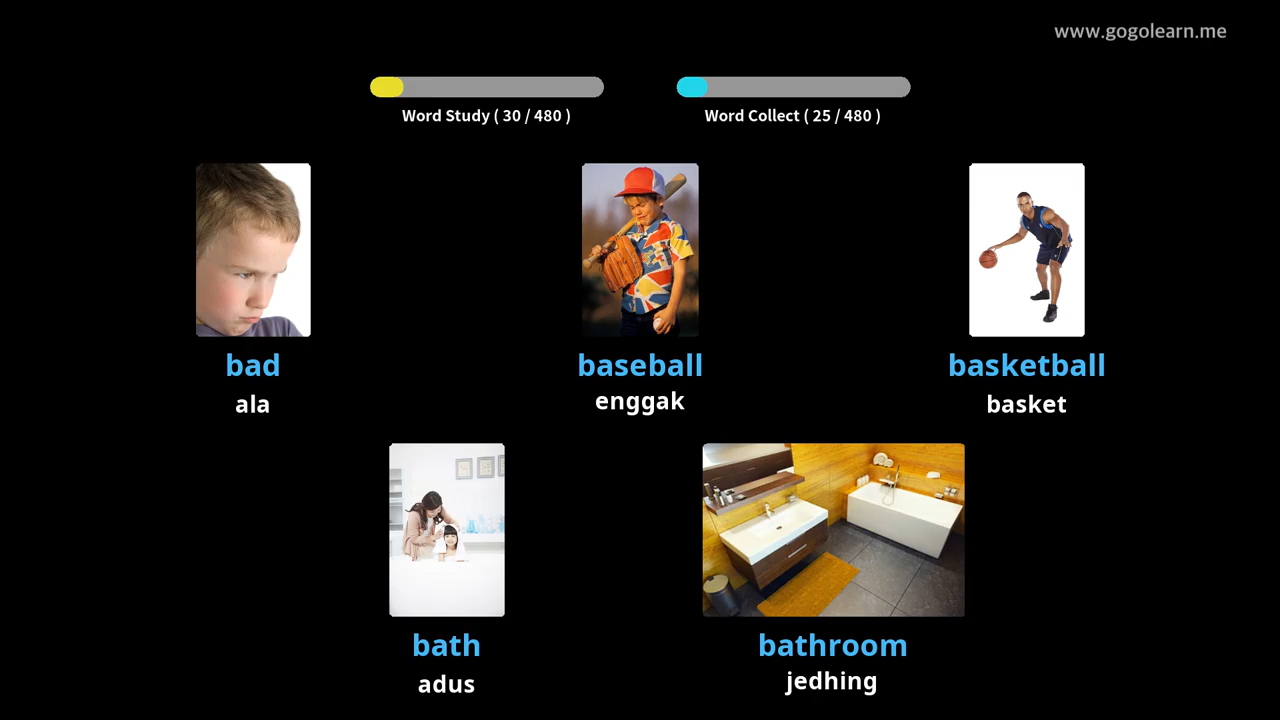 www.gogolearn.me
Word Study ( 30 / 480 )
Word Collect ( 25 / 480 )
bad
ala
baseball
enggak
basketball
basket
bath
adus
bathroom
jedhing